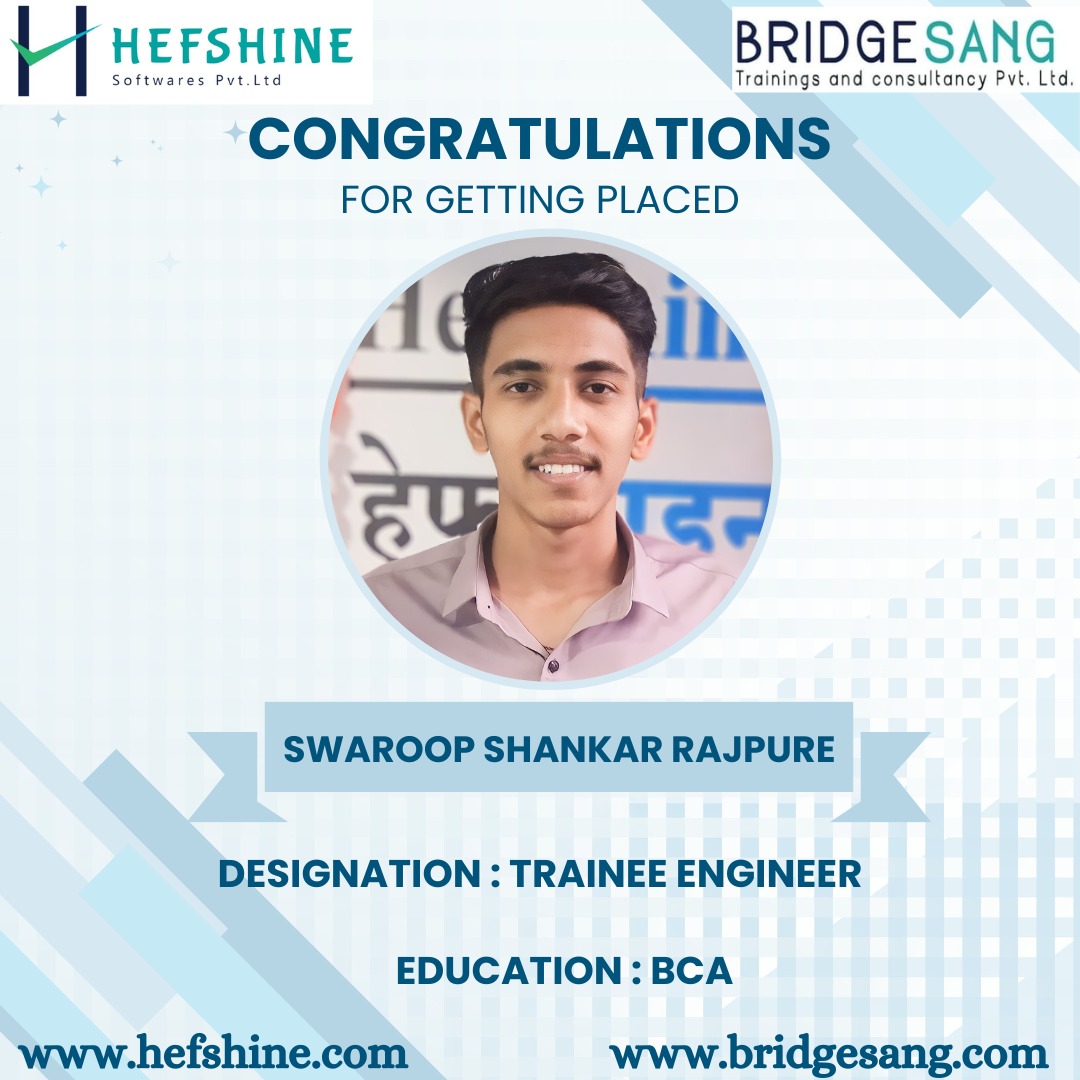 HEFSHINE
Softwares Pvt.Ltd
BRIDGESANG
Trainings and consultancy Pvt. Ltd.
CONGRATULATIONS
FOR GETTING PLACED
SWAROOP SHANKAR RAJPURE
DESIGNATION : TRAINEE ENGINEER
EDUCATION : BCA
www.hefshine.com
www.bridgesang.com